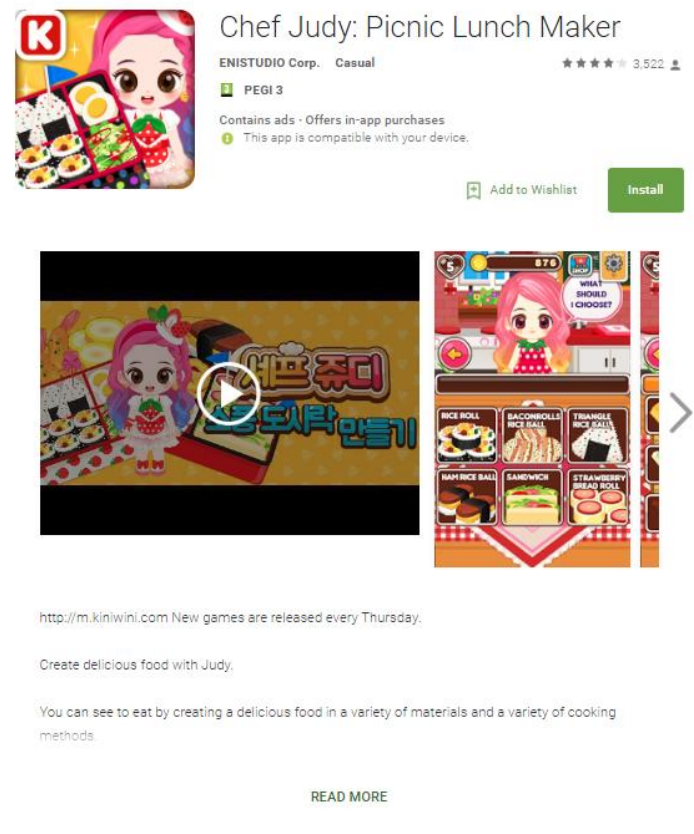 K
Chef Judy: Picnic Lunch Maker
ENISTUDIO Corp. Casual
3,522
3 PEGI 3
Contains ads · Offers in-app purchases
This app is compatible with your device.
Add to Wishlist
Install
셰프 쥬디
소풍 도시락 만들기
5
876
SHOP
WHAT
SHOULD
I CHOOSE?
RICE ROLL
BACONROLLS
RICE BALL
TRIANGLE
RICE BALL
HAM RICE BALL
SANDWICH
STRAWBERRY
BREAD ROLL
http://m.kiniwini.com New games are released every Thursday.
Create delicious food with Judy.
You can see to eat by creating a delicious food in a variety of materials and a variety of cooking
methods.
READ MORE